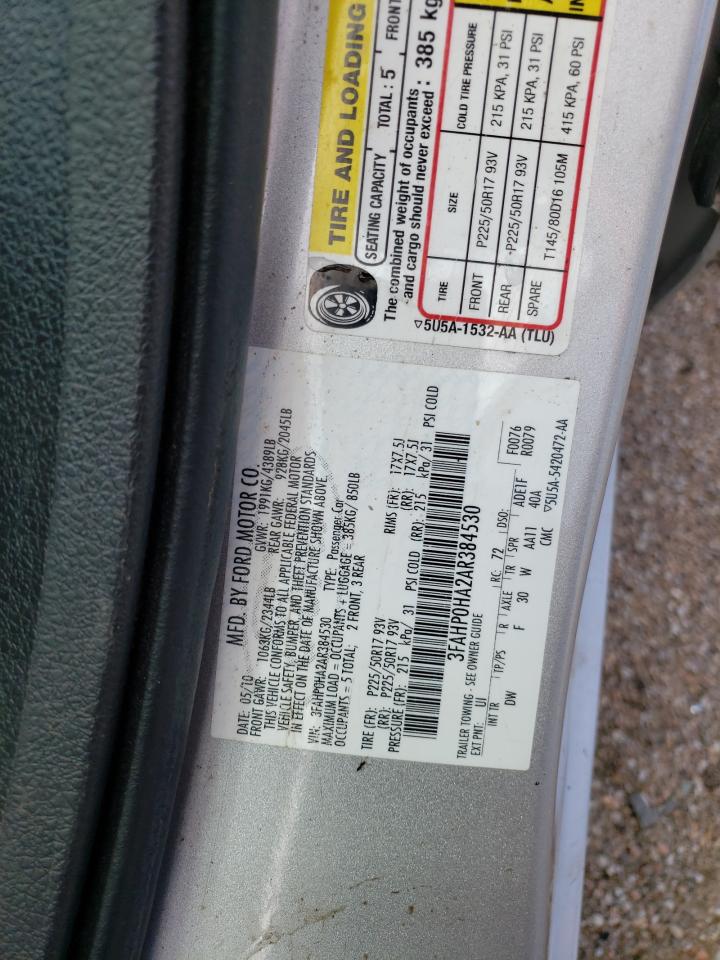 TIRE AND LOADING
SEATING CAPACITY TOTAL : 5 FRONT
The combined weight of occupants
and cargo should never exceed : 385 kg
TIRE SIZE COLD TIRE PRESSURE
FRONT P225/50R17 93V 215 KPA, 31 PSI
REAR P225/50R17 93V 215 KPA, 31 PSI
SPARE T145/80D16 105M 415 KPA, 60 PSI
5U5A-1532-AA (TLU)
MFD. BY FORD MOTOR CO.
DATE: 05/10 GVWR: 1991KG/4389LB
FRONT GAWR: 1063KG/2344LB REAR GAWR: 928KG/2045LB
THIS VEHICLE CONFORMS TO ALL APPLICABLE FEDERAL MOTOR
VEHICLE SAFETY, BUMPER, AND THEFT PREVENTION STANDARDS
IN EFFECT ON THE DATE OF MANUFACTURE SHOWN ABOVE.
VIN: 3FAHP0HA2AR384530 TYPE: Passenger Car
MAXIMUM LOAD = OCCUPANTS + LUGGAGE = 385KG/ 850LB
OCCUPANTS = 5 TOTAL; 2 FRONT, 3 REAR
TIRE (FR): P225/50R17 93V RIMS (FR): 17X7.5J
(RR): P225/50R17 93V (RR): 17X7.5J
PRESSURE (FR): 215 kPa/ 31 PSI COLD (RR): 215 kPa/ 31 PSI COLD
3FAHP0HA2AR384530
TRAILER TOWING - SEE OWNER GUIDE
EXT PNT: UI RC: 72 DSO: F0076
R0079
INT TR TP/PS R AXLE TR SPR
DW F 30 W AA11 ADE1F
40A
CMC 5U5A-5420472-AA